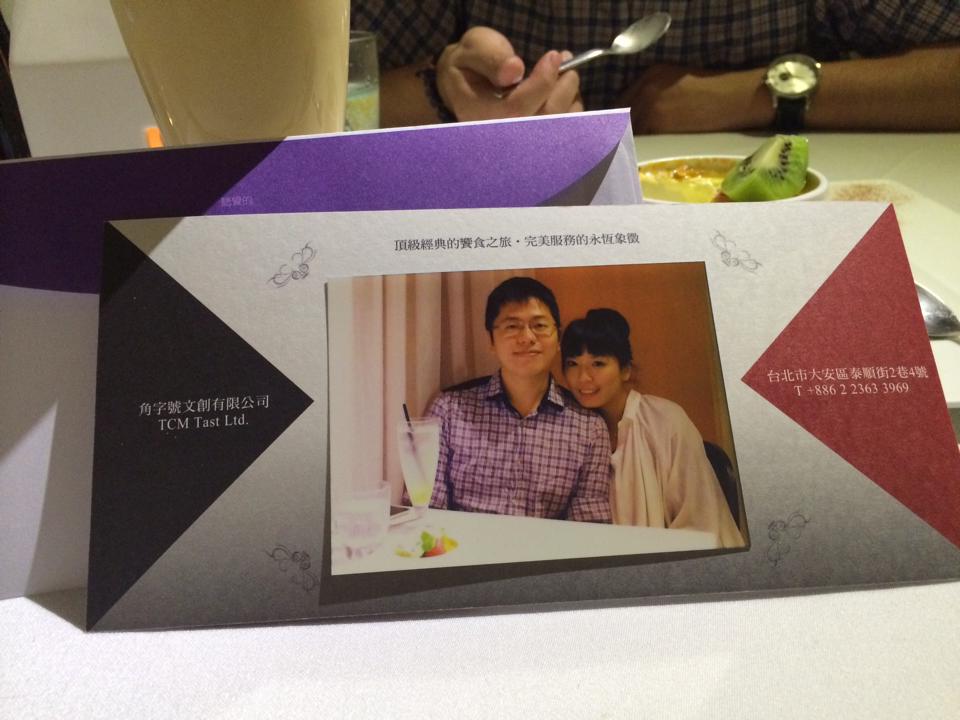 頂級經典的饗食之旅・完美服務的永恆象徵
角字號文創有限公司
TCM Tast Ltd.
台北市大安區泰順街2巷4號
T +886 2 2363 3969